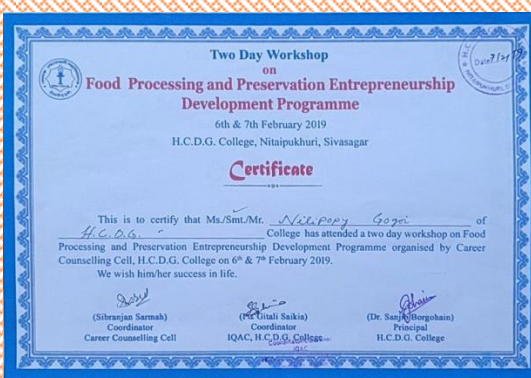 Two Day Workshop
on
Food Processing and Preservation Entrepreneurship
Development Programme
6th & 7th February 2019
H.C.D.G. College, Nitaipukhuri, Sivasagar
Certificate
This is to certify that Ms./Smt./Mr. Nilipopy Gogoi of
H.C.D.G. College has attended a two day workshop on Food
Processing and Preservation Entrepreneurship Development Programme organised by Career
Counselling Cell, H.C.D.G. College on 6th & 7th February 2019.
We wish him/her success in life.
(Sibranjan Sarmah)
Coordinator
Career Counselling Cell
Gitali Saikia)
Coordinator
IQAC, H.C.D.G. College
(Dr. Sanjib Borgohain)
Principal
H.C.D.G. College